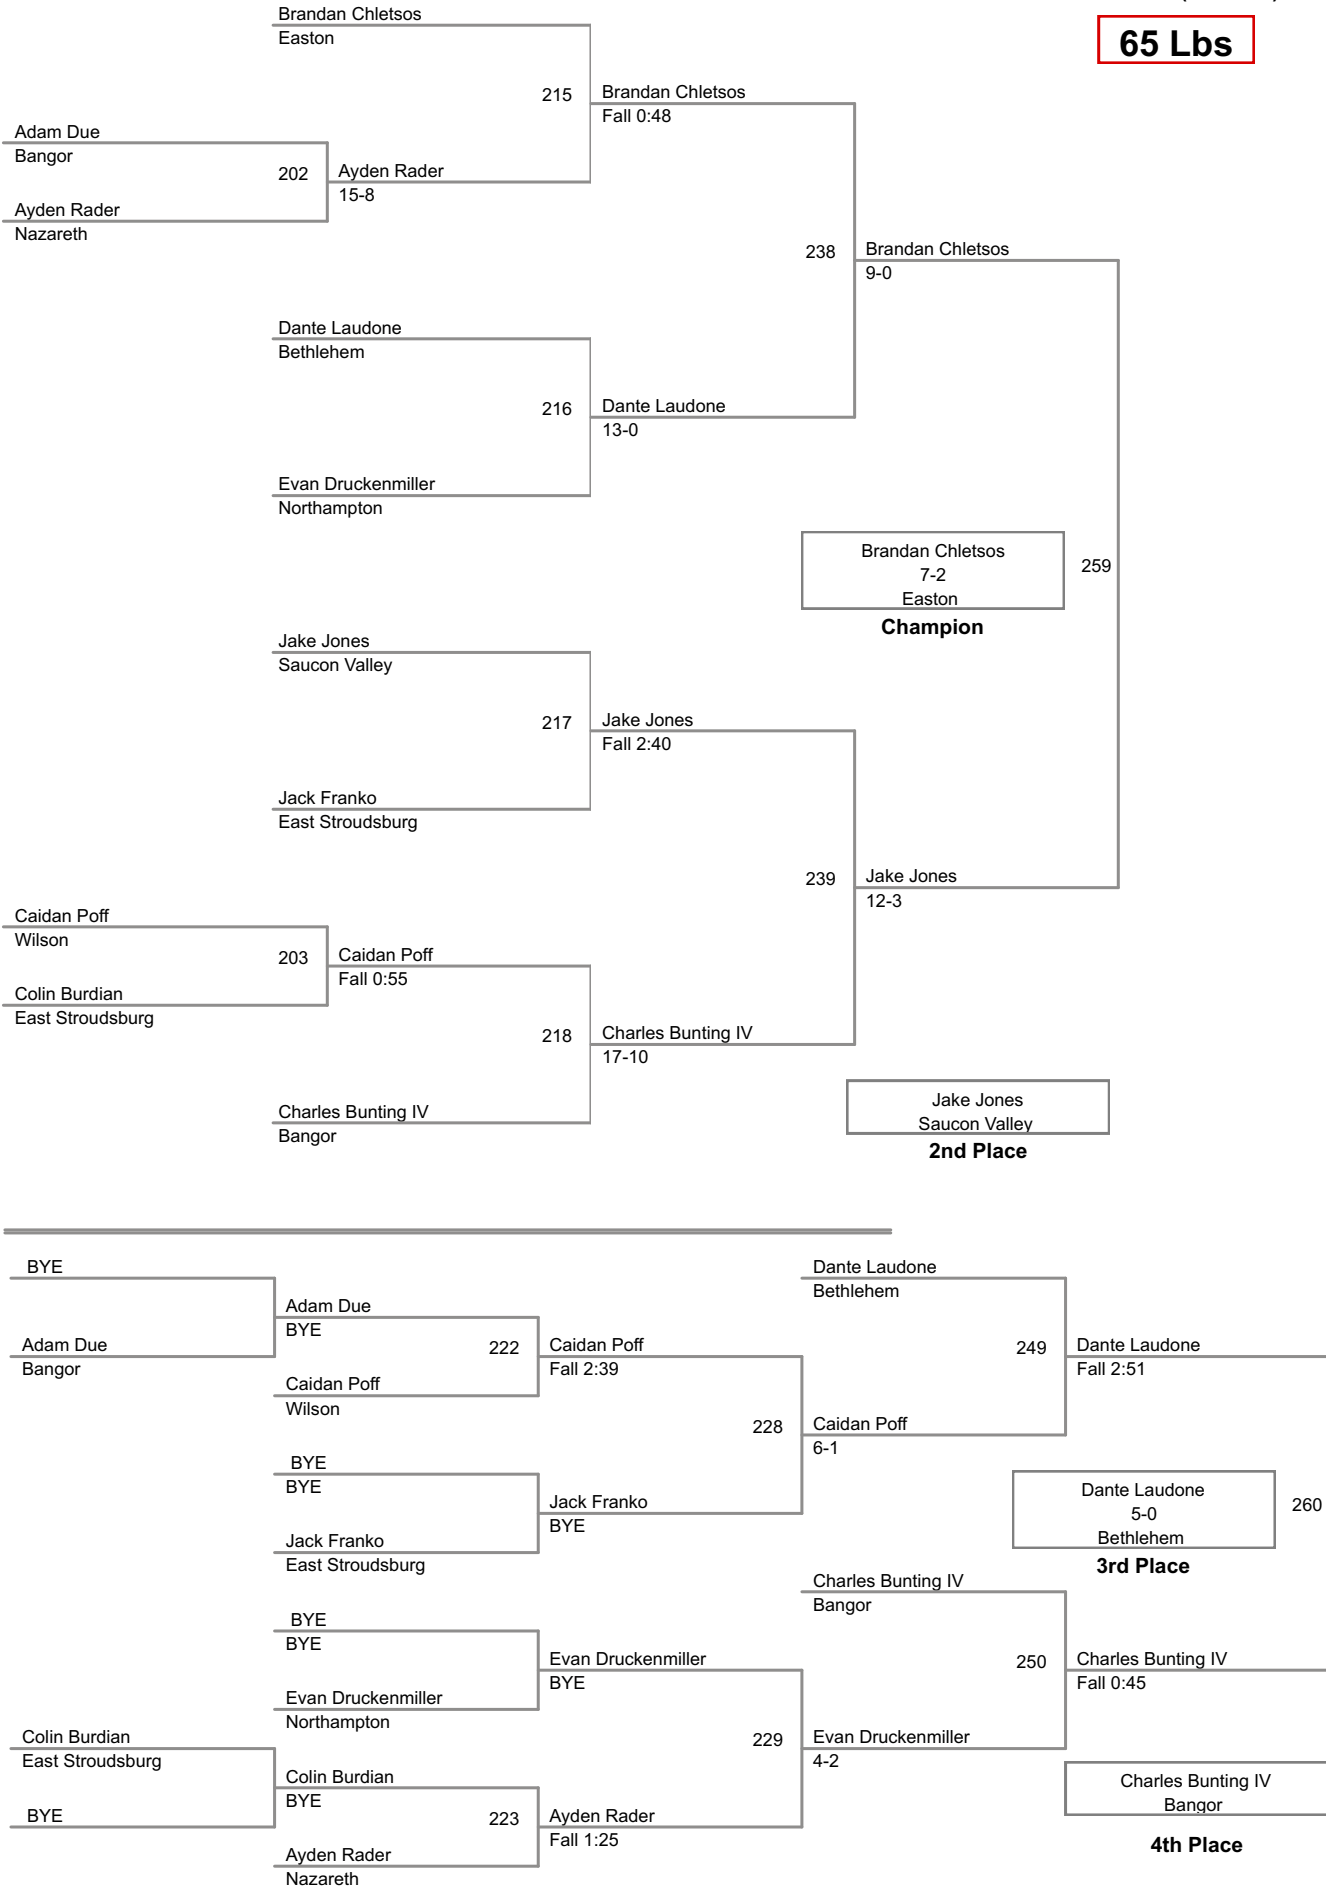 Brandan Chletsos
Easton
65 Lbs
215
Brandan Chletsos
Fall 0:48
Adam Due
Bangor
202
Ayden Rader
15-8
Ayden Rader
Nazareth
238
Brandan Chletsos
9-0
Dante Laudone
Bethlehem
216
Dante Laudone
13-0
Evan Druckenmiller
Northampton
Brandan Chletsos
7-2
Easton
259
Champion
Jake Jones
Saucon Valley
217
Jake Jones
Fall 2:40
Jack Franko
East Stroudsburg
239
Jake Jones
12-3
Caidan Poff
Wilson
203
Caidan Poff
Fall 0:55
Colin Burdian
East Stroudsburg
218
Charles Bunting IV
17-10
Charles Bunting IV
Bangor
Jake Jones
Saucon Valley
2nd Place
BYE
Adam Due
BYE
Adam Due
Bangor
222
Caidan Poff
Fall 2:39
Caidan Poff
Wilson
Dante Laudone
Bethlehem
249
Dante Laudone
Fall 2:51
228
Caidan Poff
6-1
BYE
BYE
Jack Franko
BYE
Jack Franko
East Stroudsburg
Dante Laudone
5-0
Bethlehem
260
3rd Place
Charles Bunting IV
Bangor
BYE
BYE
Evan Druckenmiller
BYE
250
Charles Bunting IV
Fall 0:45
Evan Druckenmiller
Northampton
229
Evan Druckenmiller
4-2
Colin Burdian
East Stroudsburg
Colin Burdian
BYE
BYE
223
Ayden Rader
Fall 1:25
Ayden Rader
Nazareth
Charles Bunting IV
Bangor
4th Place